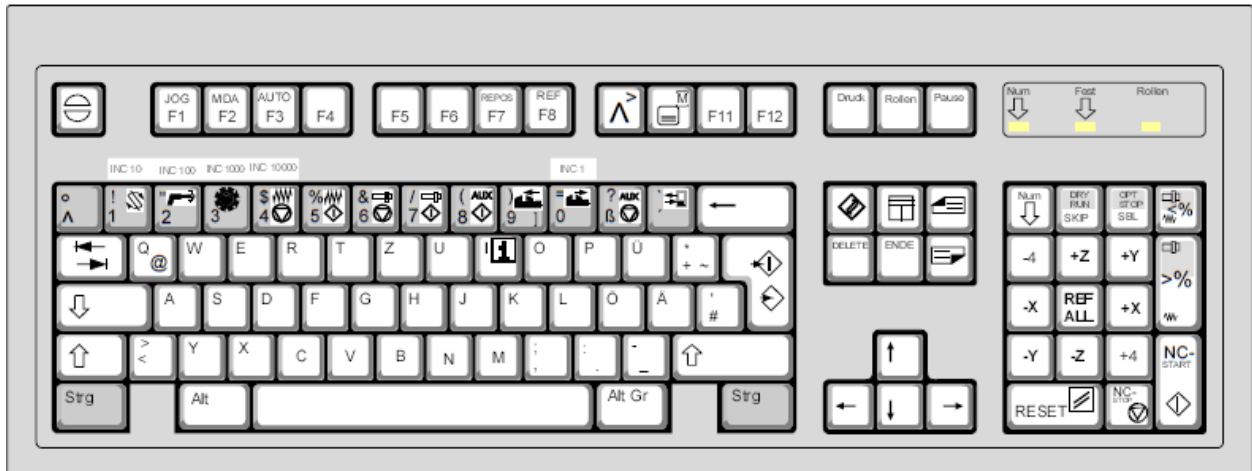 JOG MDA AUTO REPOS REF M
F1 F2 F3 F4 F5 F6 F7 F8 F11 F12 Druck Rollen Pause Num Fest Rollen
INC 10 INC 100 INC 1000 INC 10000 INC 1
° ! " $ % & / ( AUX ) = ? AUX `
^ 1 2 3 4 5 6 7 8 9 ] 0 ß Num DRY RUN SKIP OPT STOP SBL %
Q @ W E R T Z U I 1 O P Ü * + ~ DELETE ENDE -4 +Z +Y >%
A S D F G H J K L Ö Ä ' # -X REF ALL +X
> < Y X C V B N M ; , : . - _ -Y -Z +4 NC-START
Strg Alt Alt Gr Strg RESET NC-STOP